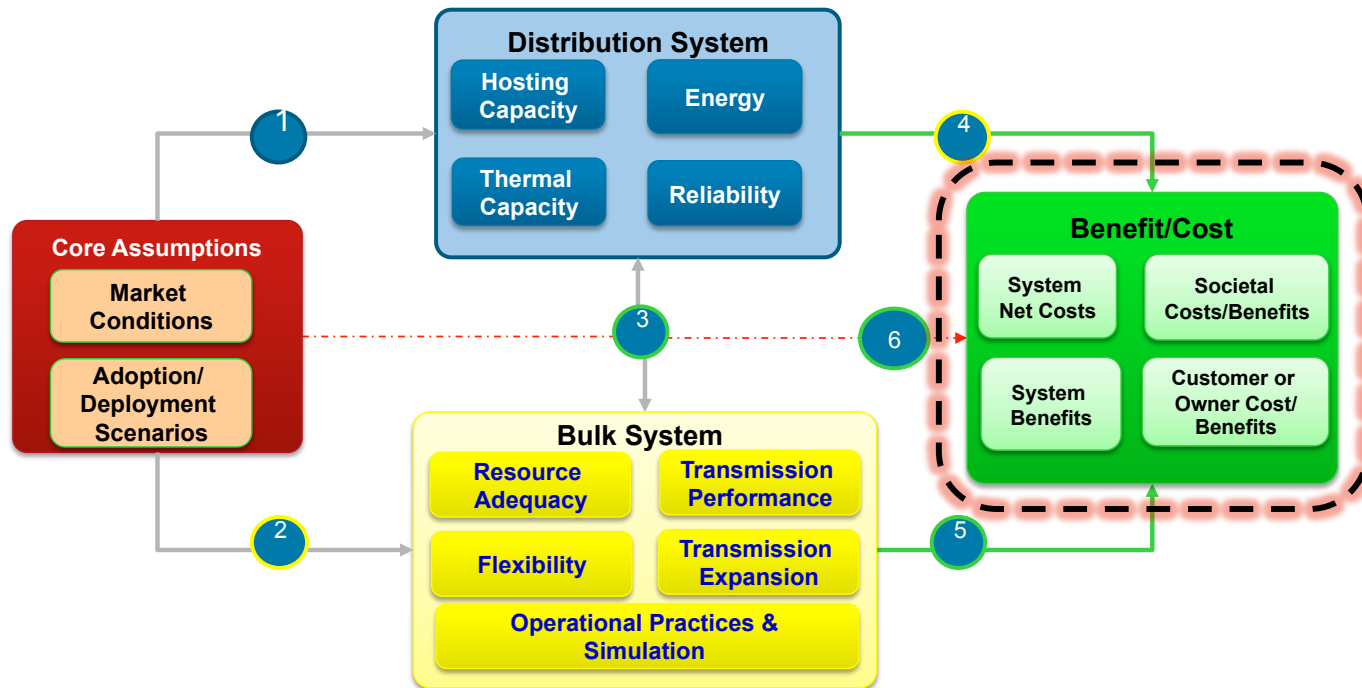 Distribution System
Hosting
Capacity
Energy
Thermal
Capacity
Reliability
1
4
Core Assumptions
Market
Conditions
Adoption/
Deployment
Scenarios
3
6
Benefit/Cost
System
Net Costs
Societal
Costs/Benefits
System
Benefits
Customer or
Owner Cost/
Benefits
2
Bulk System
Resource
Adequacy
Transmission
Performance
Flexibility
Transmission
Expansion
Operational Practices &
Simulation
5